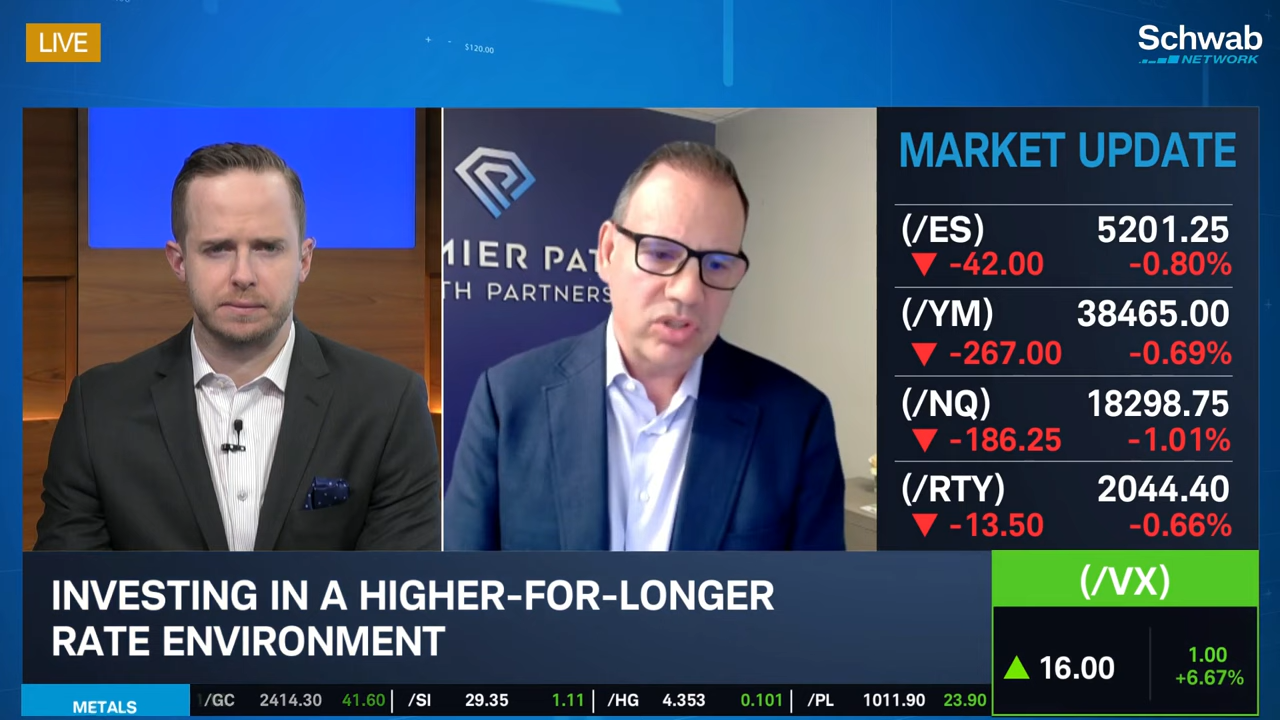 LIVE
$120.00
Schwab
NETWORK
MIER PAT
TH PARTNERS
MARKET UPDATE
(/ES) 5201.25
▼ -42.00 -0.80%
(/YM) 38465.00
▼ -267.00 -0.69%
(/NQ) 18298.75
▼ -186.25 -1.01%
(/RTY) 2044.40
▼ -13.50 -0.66%
INVESTING IN A HIGHER-FOR-LONGER
RATE ENVIRONMENT
(/VX)
▲ 16.00
1.00
+6.67%
METALS
/GC 2414.30 41.60 | /SI 29.35 1.11 | /HG 4.353 0.101 | /PL 1011.90 23.90